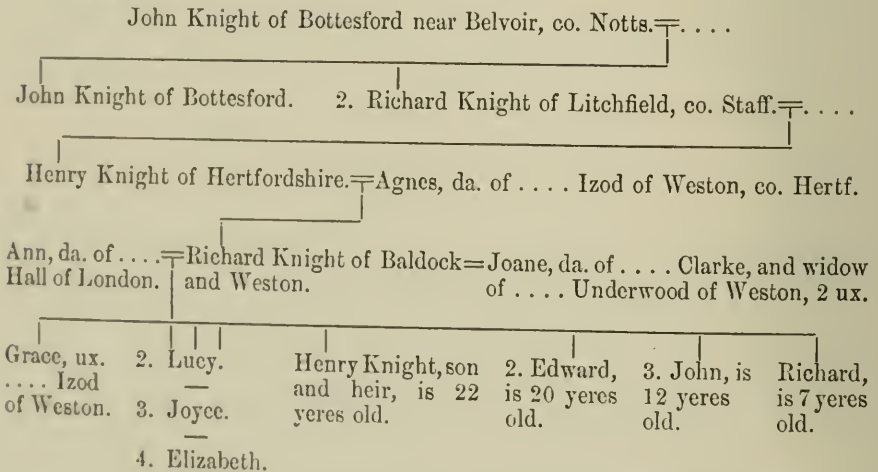 John Knight of Bottesford near Belvoir, co. Notts.=. . . .
John Knight of Bottesford. 2. Richard Knight of Litchfield, co. Staff.=. . . .
Henry Knight of Hertfordshire.=Agnes, da. of . . . . Izod of Weston, co. Hertf.
Ann, da. of . . . .=Richard Knight of Baldock=Joane, da. of . . . . Clarke, and widow
Hall of London. and Weston. of . . . . Underwood of Weston, 2 ux.
Grace, ux.
. . . . Izod
of Weston.
2. Lucy.
—
3. Joyce.
—
4. Elizabeth.
Henry Knight, son
and heir, is 22
yeres old.
2. Edward,
is 20 yeres
old.
3. John, is
12 yeres
old.
Richard,
is 7 yeres
old.